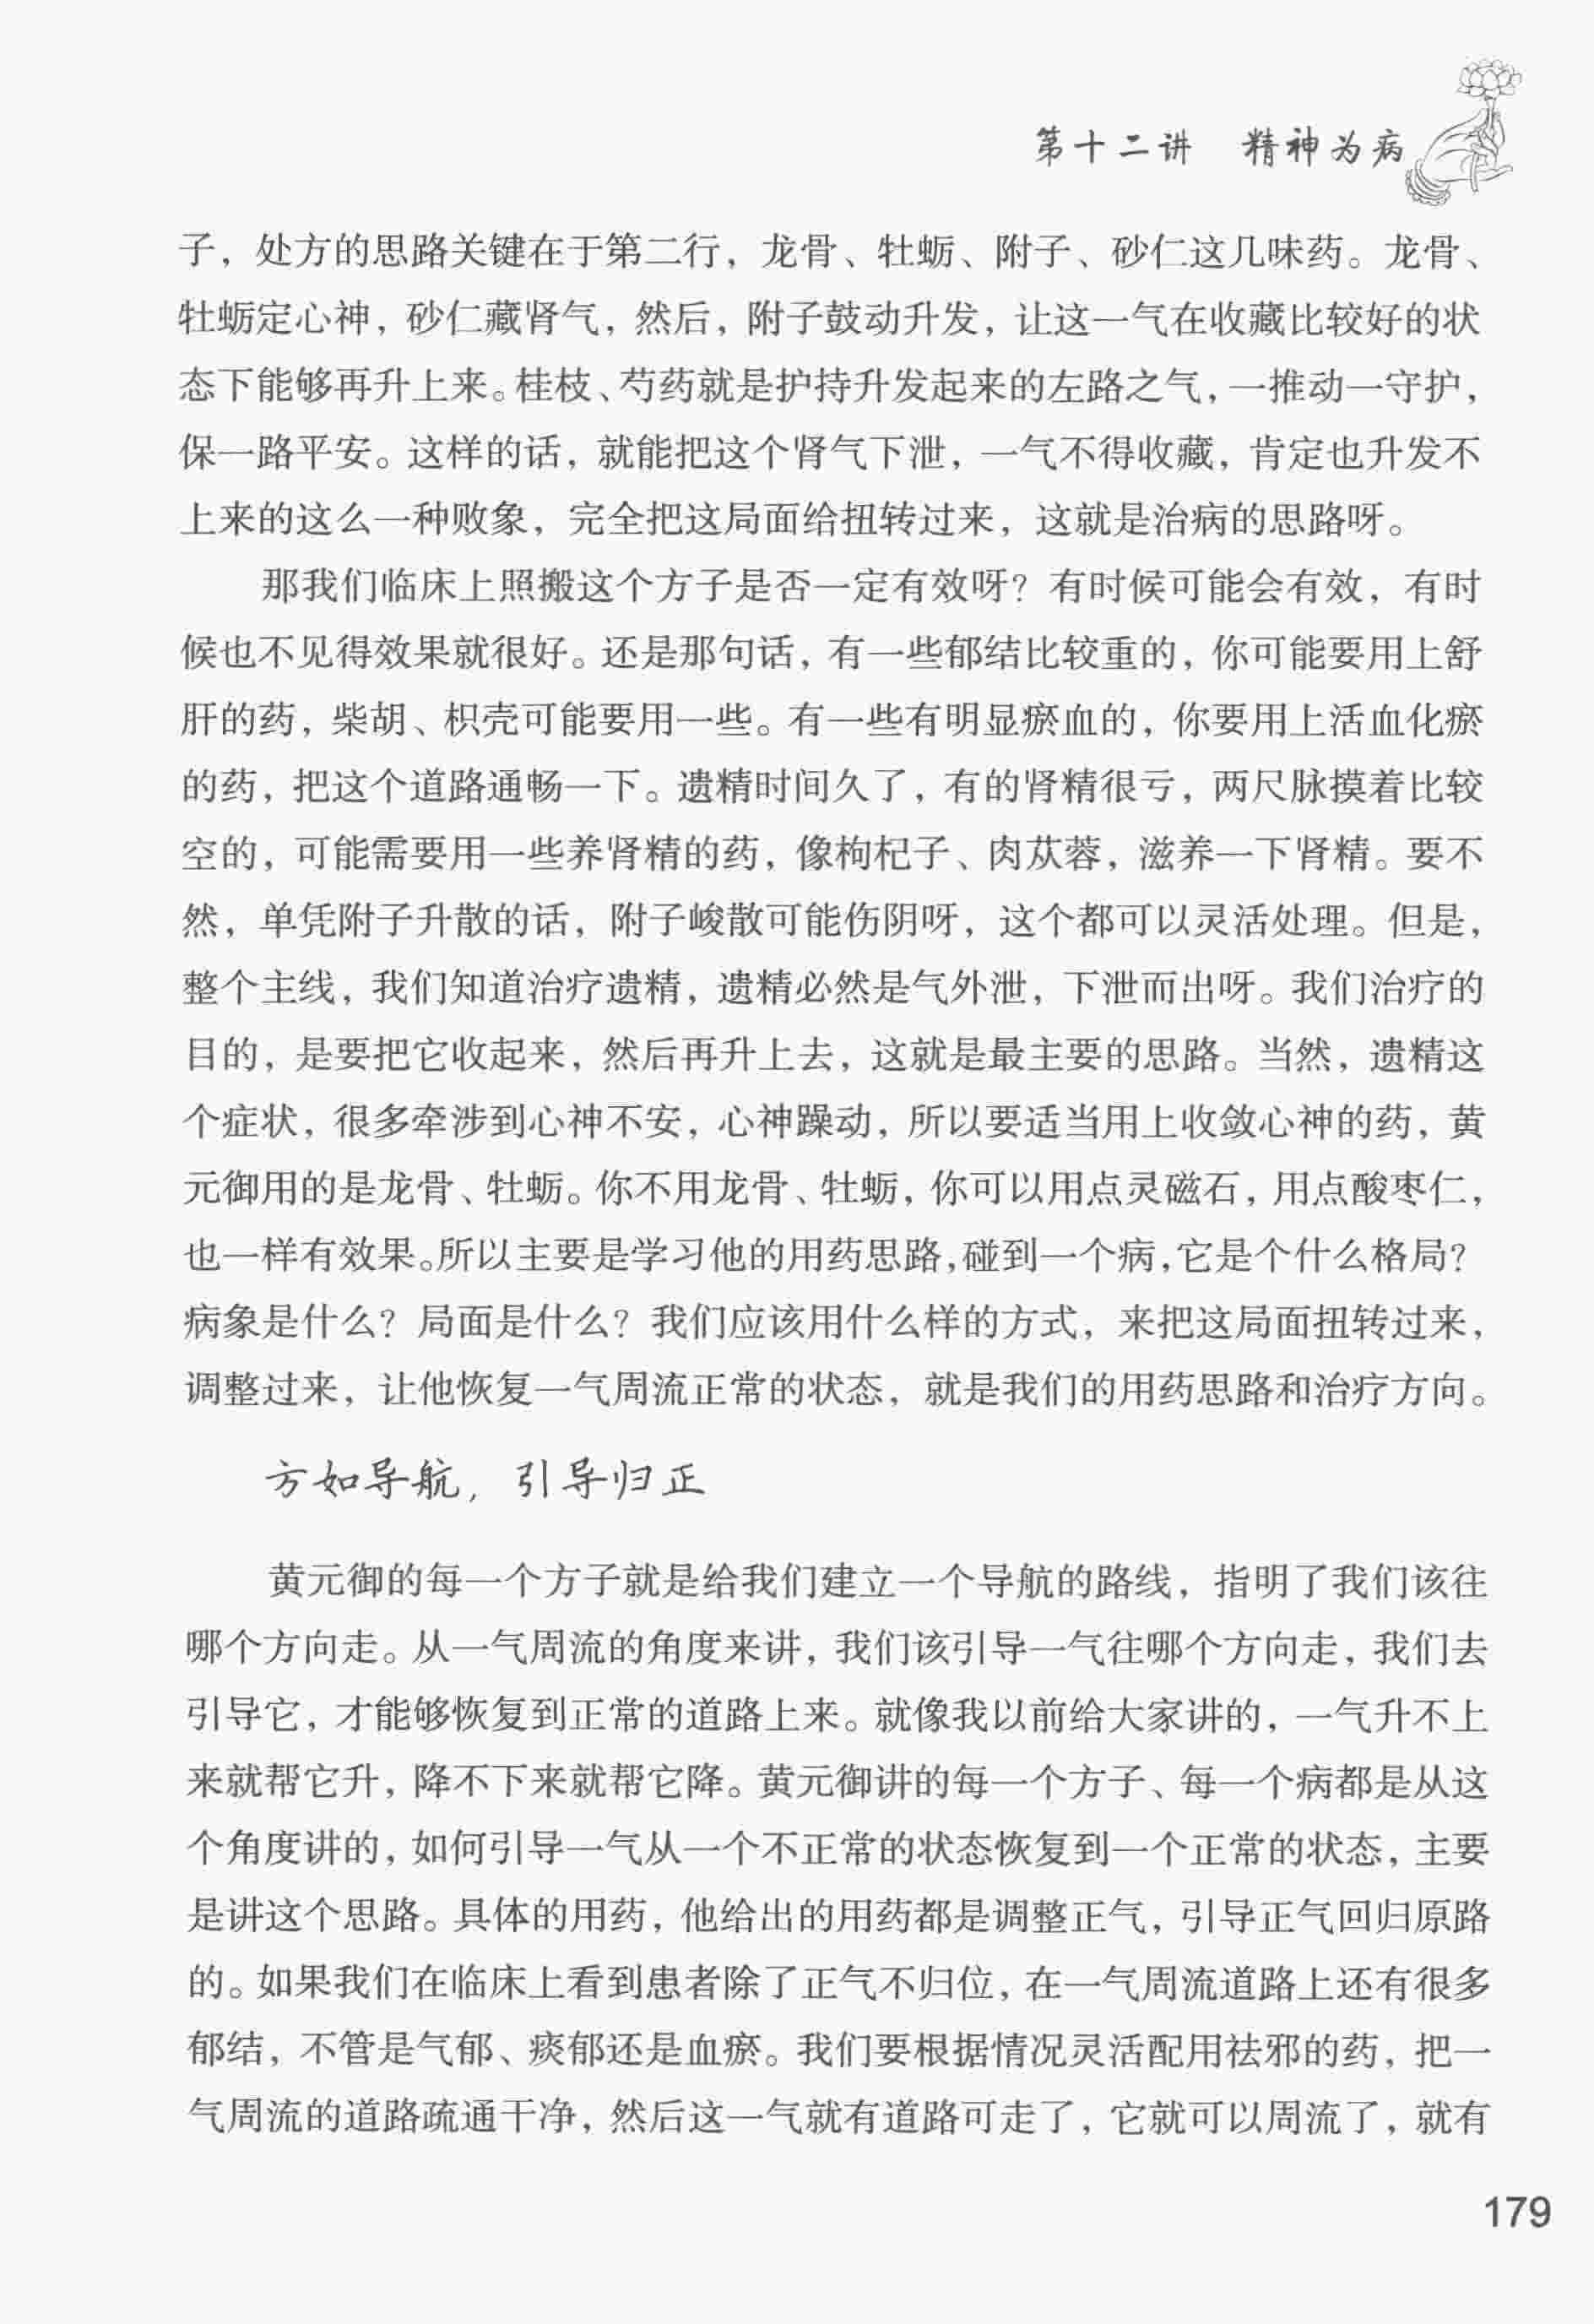 第十二讲 精神为病
子，处方的思路关键在于第二行，龙骨、牡蛎、附子、砂仁这几味药。龙骨、
牡蛎定心神，砂仁藏肾气，然后，附子鼓动升发，让这一气在收藏比较好的状
态下能够再升上来。桂枝、芍药就是护持升发起来的左路之气，一推动一守护，
保一路平安。这样的话，就能把这个肾气下泄，一气不得收藏，肯定也升发不
上来的这么一种败象，完全把这局面给扭转过来，这就是治病的思路呀。
那我们临床上照搬这个方子是否一定有效呀？有时候可能会有效，有时
候也不见得效果就很好。还是那句话，有一些郁结比较重的，你可能要用上舒
肝的药，柴胡、枳壳可能要用一些。有一些有明显瘀血的，你要用上活血化瘀
的药，把这个道路通畅一下。遗精时间久了，有的肾精很亏，两尺脉摸着比较
空的，可能需要用一些养肾精的药，像枸杞子、肉苁蓉，滋养一下肾精。要不
然，单凭附子升散的话，附子峻散可能伤阴呀，这个都可以灵活处理。但是，
整个主线，我们知道治疗遗精，遗精必然是气外泄，下泄而出呀。我们治疗的
目的，是要把它收起来，然后再升上去，这就是最主要的思路。当然，遗精这
个症状，很多牵涉到心神不安，心神躁动，所以要适当用上收敛心神的药，黄
元御用的是龙骨、牡蛎。你不用龙骨、牡蛎，你可以用点灵磁石，用点酸枣仁，
也一样有效果。所以主要是学习他的用药思路，碰到一个病，它是个什么格局？
病象是什么？局面是什么？我们应该用什么样的方式，来把这局面扭转过来，
调整过来，让他恢复一气周流正常的状态，就是我们的用药思路和治疗方向。
方如导航，引导归正
黄元御的每一个方子就是给我们建立一个导航的路线，指明了我们该往
哪个方向走。从一气周流的角度来讲，我们该引导一气往哪个方向走，我们去
引导它，才能够恢复到正常的道路上来。就像我以前给大家讲的，一气升不上
来就帮它升，降不下来就帮它降。黄元御讲的每一个方子、每一个病都是从这
个角度讲的，如何引导一气从一个不正常的状态恢复到一个正常的状态，主要
是讲这个思路。具体的用药，他给出的用药都是调整正气，引导正气回归原路
的。如果我们在临床上看到患者除了正气不归位，在一气周流道路上还有很多
郁结，不管是气郁、痰郁还是血瘀。我们要根据情况灵活配用祛邪的药，把一
气周流的道路疏通干净，然后这一气就有道路可走了，它就可以周流了，就有
179